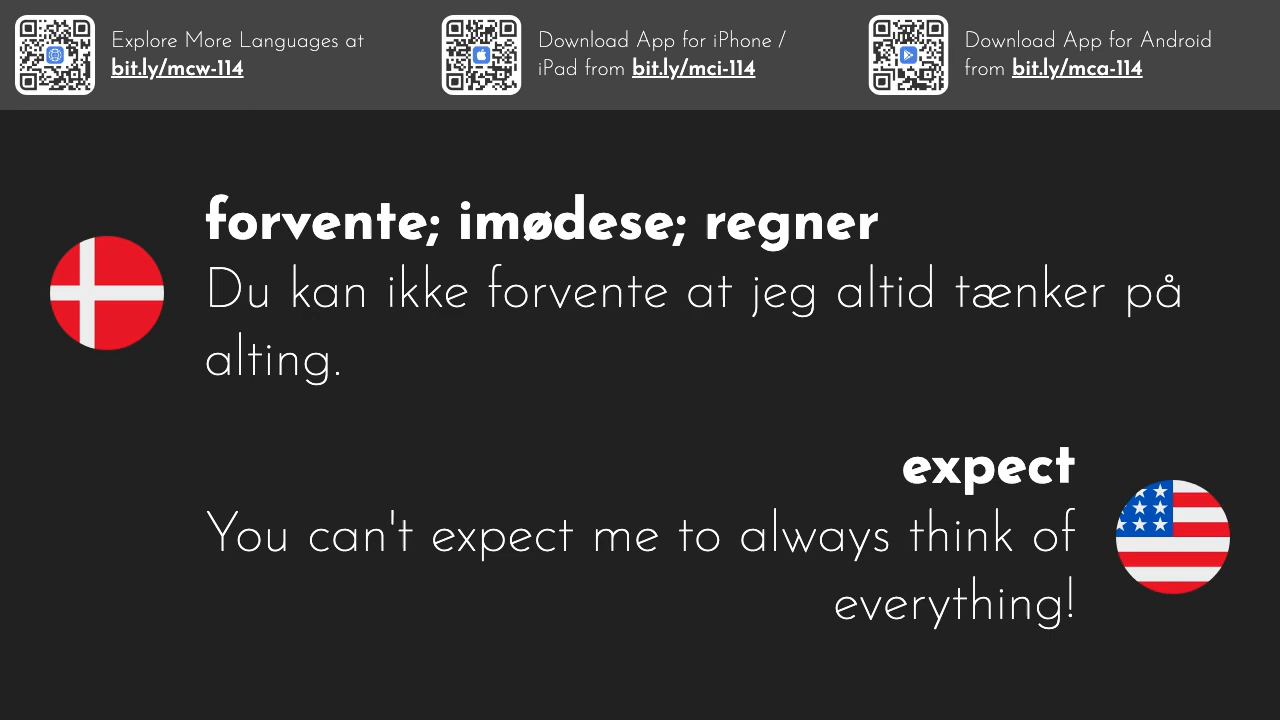 Explore More Languages at
bit.ly/mcw-114
Download App for iPhone /
iPad from bit.ly/mci-114
Download App for Android
from bit.ly/mca-114
forvente; imødese; regner
Du kan ikke forvente at jeg altid tænker på
alting.
expect
You can't expect me to always think of
everything!